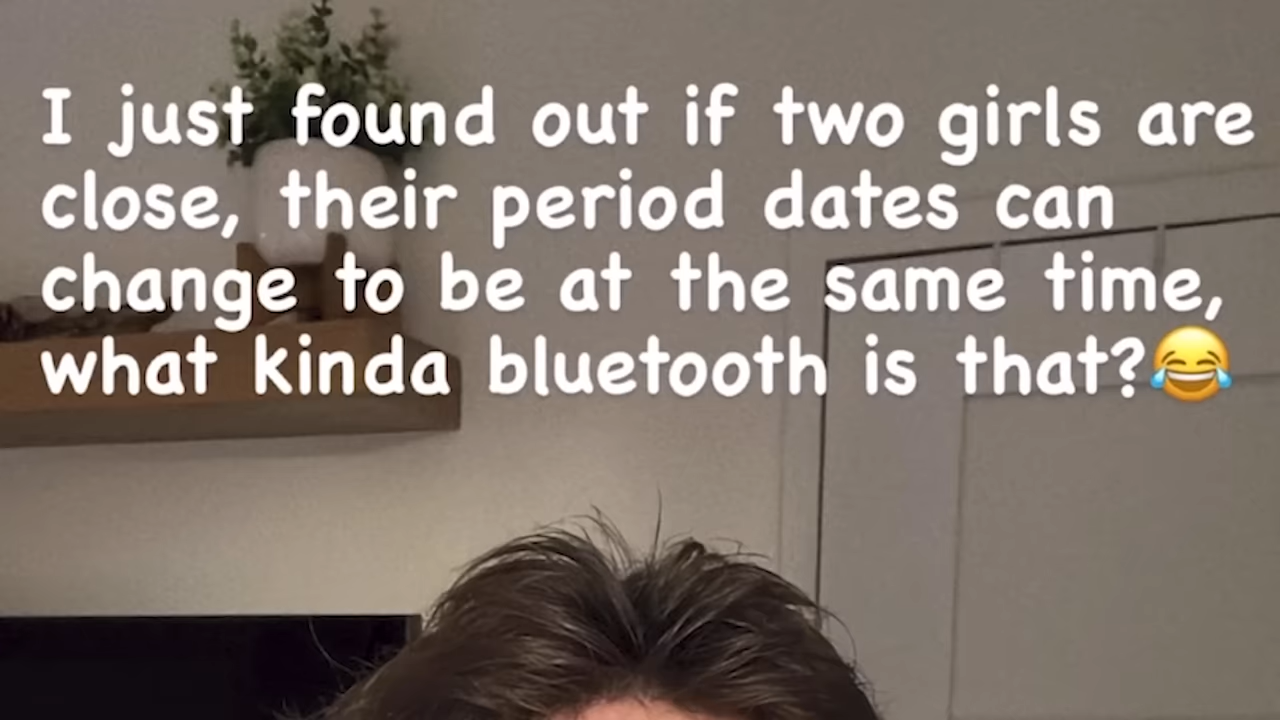 I just found out if two girls are
close, their period dates can
change to be at the same time,
what kinda bluetooth is that?😂